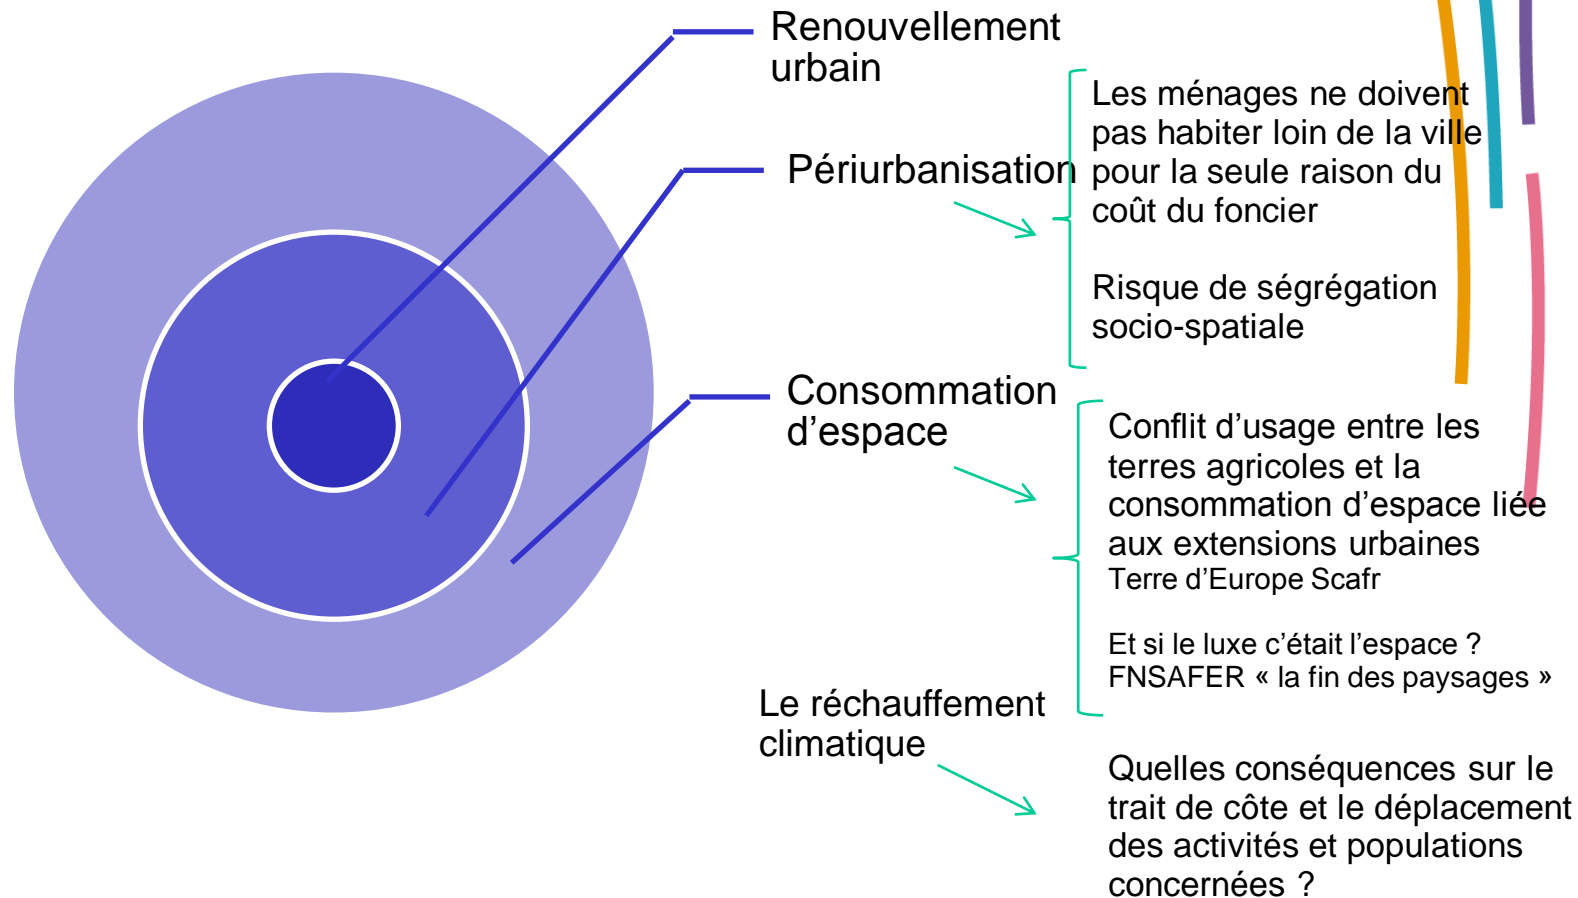 Renouvellement
urbain
Périurbanisation
Les ménages ne doivent
pas habiter loin de la ville
pour la seule raison du
coût du foncier
Risque de ségrégation
socio-spatiale
Consommation
d’espace
Conflit d’usage entre les
terres agricoles et la
consommation d’espace liée
aux extensions urbaines
Terre d’Europe Scafr
Et si le luxe c’était l’espace ?
FNSAFER « la fin des paysages »
Le réchauffement
climatique
Quelles conséquences sur le
trait de côte et le déplacement
des activités et populations
concernées ?